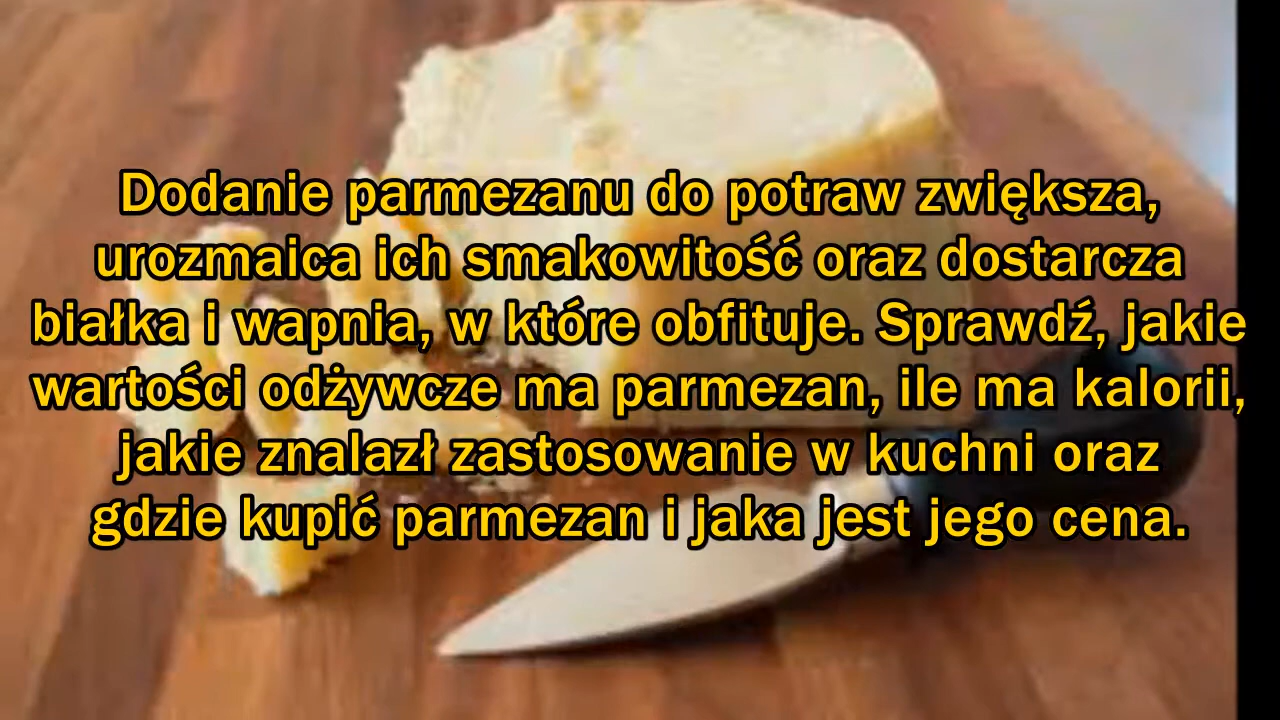 Dodanie parmezanu do potraw zwiększa,
urozmaica ich smakowitość oraz dostarcza
białka i wapnia, w które obfituje. Sprawdź, jakie
wartości odżywcze ma parmezan, ile ma kalorii,
jakie znalazł zastosowanie w kuchni oraz
gdzie kupić parmezan i jaka jest jego cena.